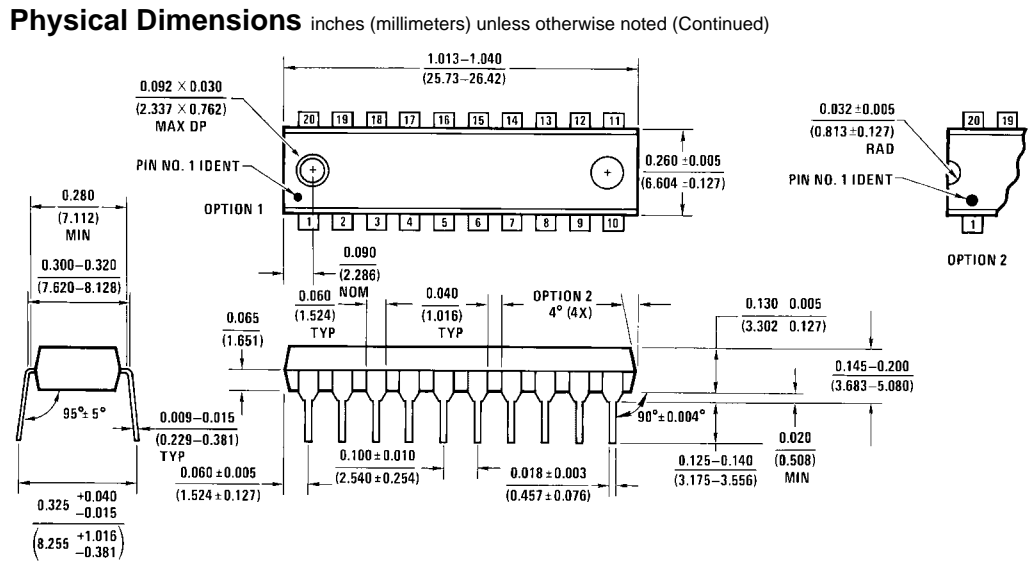 Physical Dimensions inches (millimeters) unless otherwise noted (Continued)
1.013–1.040
(25.73–26.42)
0.092 × 0.030
(2.337 × 0.762)
MAX DP
20 19 18 17 16 15 14 13 12 11
PIN NO. 1 IDENT
OPTION 1
1 2 3 4 5 6 7 8 9 10
0.260 ±0.005
(6.604 ±0.127)
0.032 ±0.005
(0.813 ±0.127)
RAD
20 19
PIN NO. 1 IDENT
1
OPTION 2
0.280
(7.112)
MIN
0.300–0.320
(7.620–8.128)
0.090
(2.286)
NOM
0.065
(1.651)
0.060
(1.524)
TYP
0.040
(1.016)
TYP
OPTION 2
4° (4X)
0.130 0.005
(3.302 0.127)
0.145–0.200
(3.683–5.080)
95° ± 5°
0.009–0.015
(0.229–0.381)
TYP
90° ± 0.004°
0.020
(0.508)
MIN
0.125–0.140
(3.175–3.556)
0.100 ± 0.010
(2.540 ± 0.254)
0.018 ± 0.003
(0.457 ± 0.076)
0.060 ± 0.005
(1.524 ± 0.127)
0.325 +0.040 –0.015
(8.255 +1.016 –0.381)